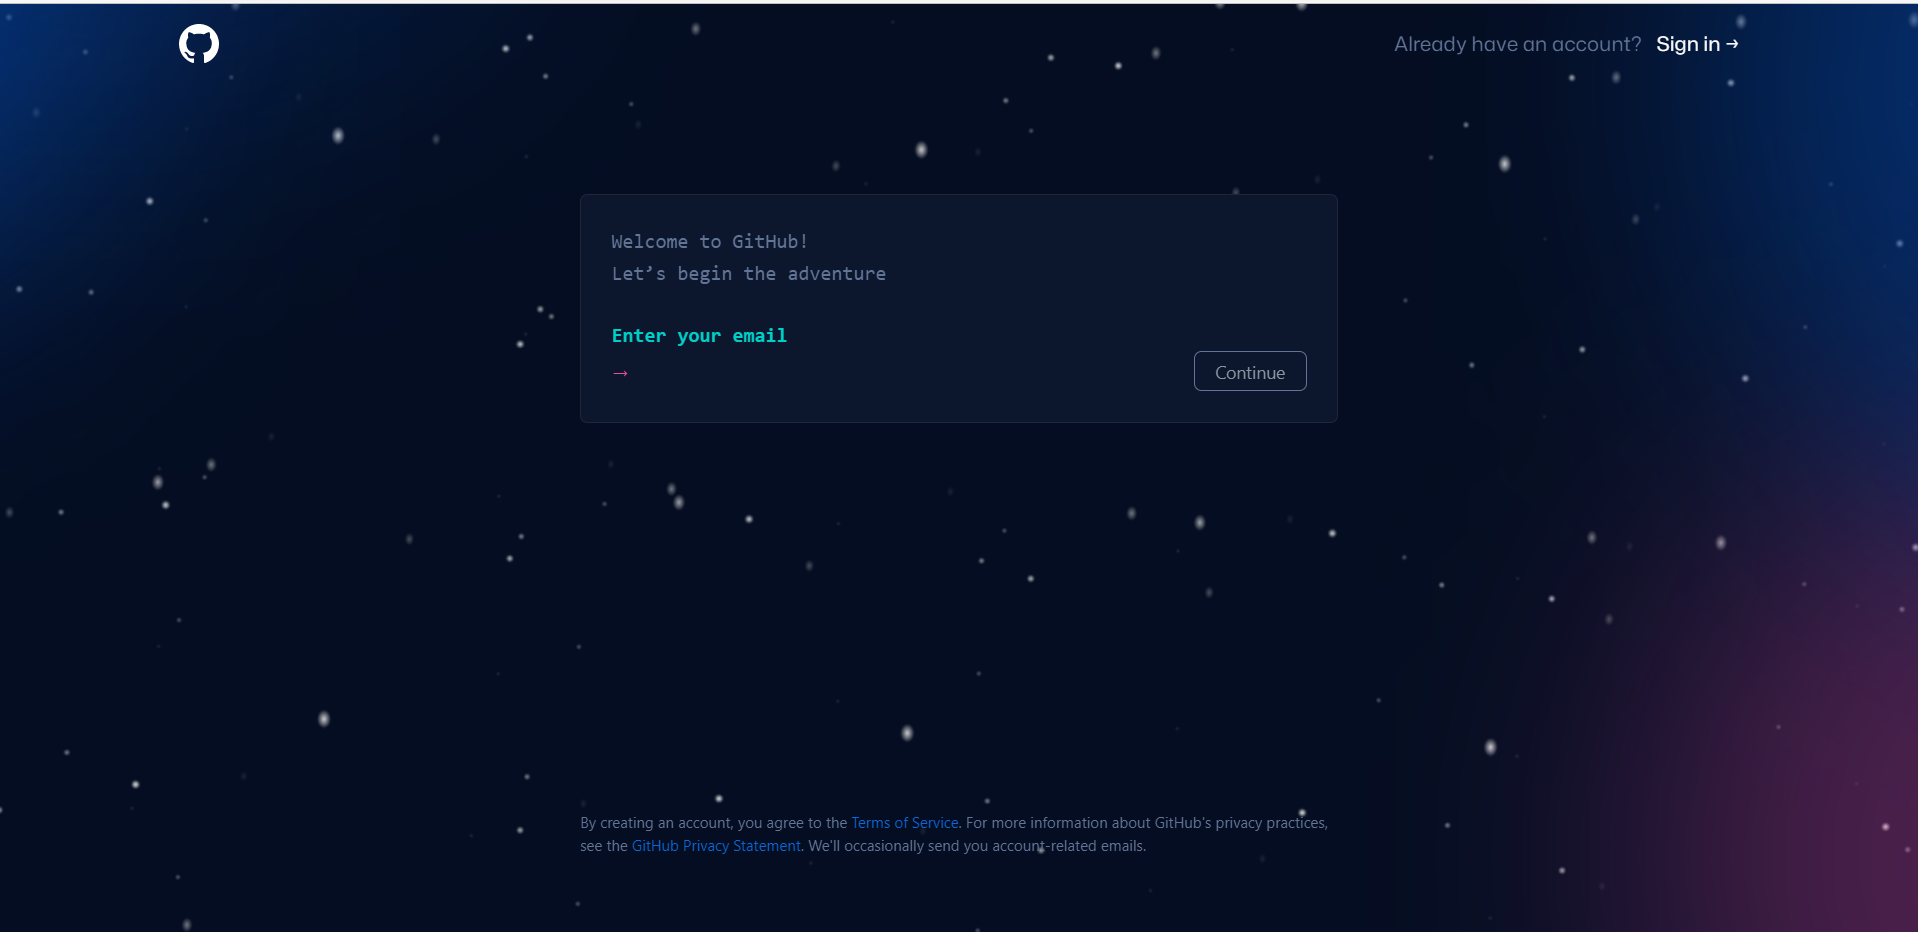 Already have an account? Sign in →
Welcome to GitHub!
Let’s begin the adventure
Enter your email
→
Continue
By creating an account, you agree to the Terms of Service. For more information about GitHub's privacy practices,
see the GitHub Privacy Statement. We'll occasionally send you account-related emails.